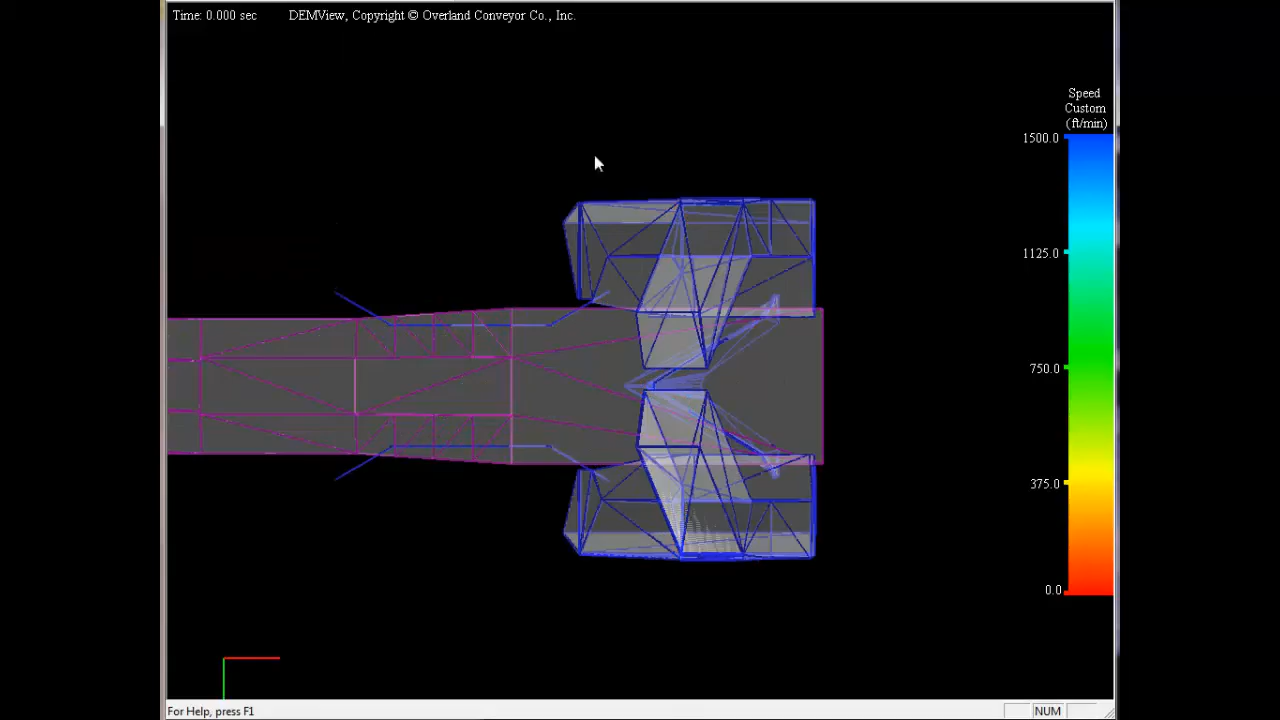 Time: 0.000 sec DEMView, Copyright © Overland Conveyor Co., Inc.
Speed
Custom
(ft/min)
1500.0
1125.0
750.0
375.0
0.0
For Help, press F1
NUM